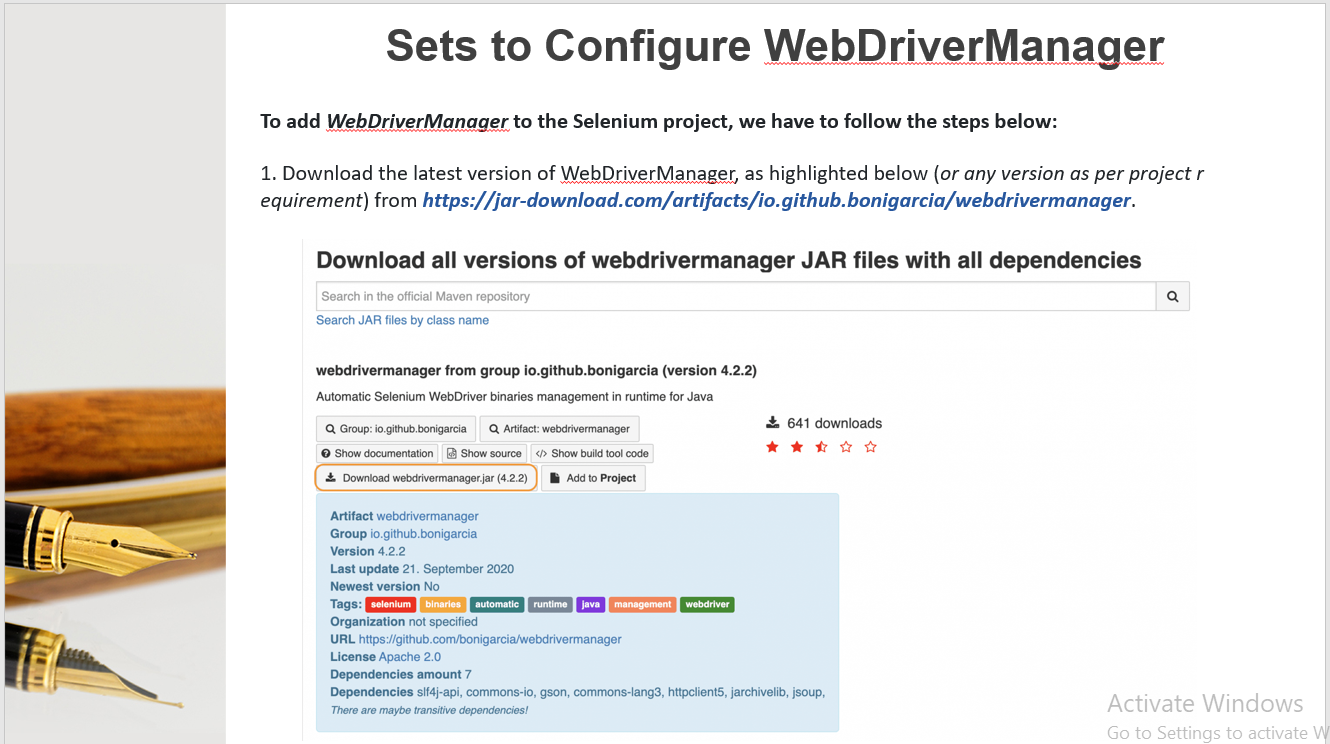 Sets to Configure WebDriverManager
To add WebDriverManager to the Selenium project, we have to follow the steps below:
1. Download the latest version of WebDriverManager, as highlighted below (or any version as per project r
equirement) from https://jar-download.com/artifacts/io.github.bonigarcia/webdrivermanager.
Download all versions of webdrivermanager JAR files with all dependencies
Search in the official Maven repository
Search JAR files by class name
webdrivermanager from group io.github.bonigarcia (version 4.2.2)
Automatic Selenium WebDriver binaries management in runtime for Java
Group: io.github.bonigarcia Artifact: webdrivermanager
641 downloads
Show documentation Show source </> Show build tool code
Download webdrivermanager.jar (4.2.2) Add to Project
Artifact webdrivermanager
Group io.github.bonigarcia
Version 4.2.2
Last update 21. September 2020
Newest version No
Tags: selenium binaries automatic runtime java management webdriver
Organization not specified
URL https://github.com/bonigarcia/webdrivermanager
License Apache 2.0
Dependencies amount 7
Dependencies slf4j-api, commons-io, gson, commons-lang3, httpclient5, jarchivelib, jsoup,
There are maybe transitive dependencies!
Activate Windows
Go to Settings to activate W